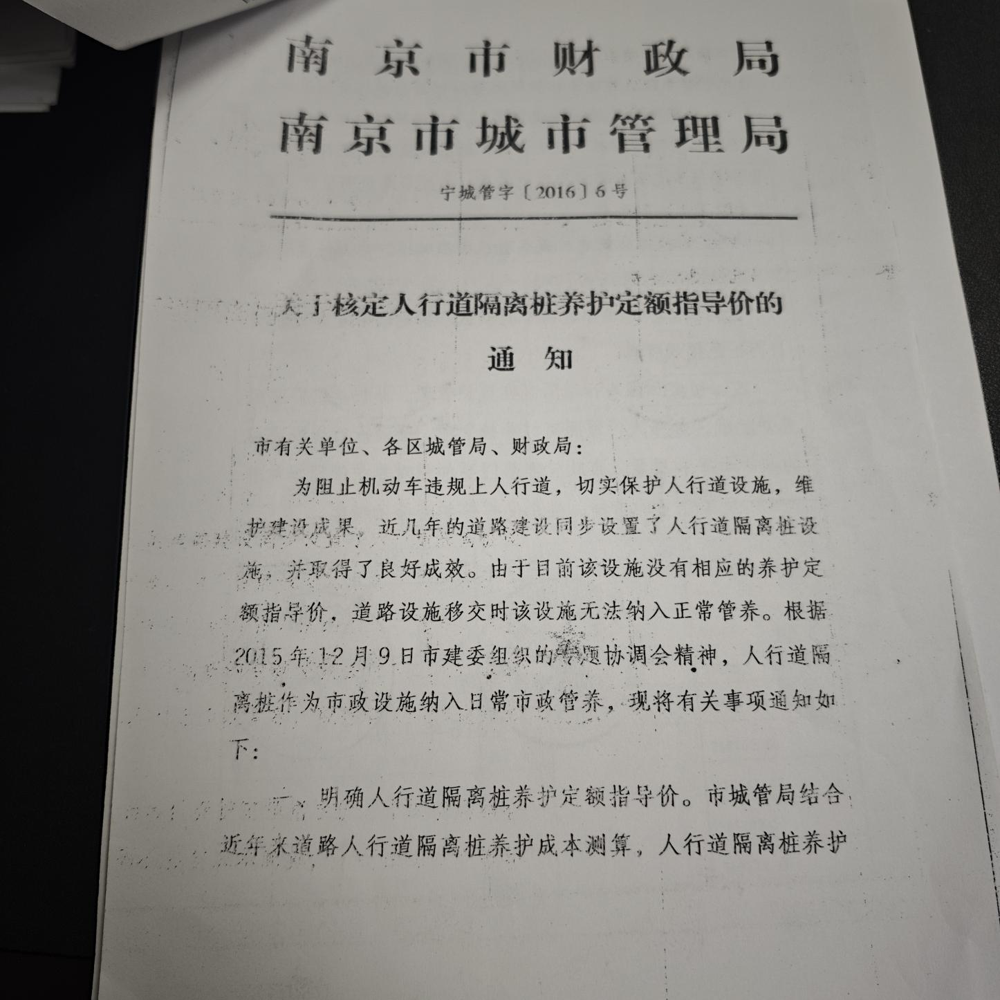 南京市财政局
南京市城市管理局
宁城管字〔2016〕6号
关于核定人行道隔离桩养护定额指导价的
通知
市有关单位、各区城管局、财政局：
为阻止机动车违规上人行道，切实保护人行道设施，维
护建设成果，近几年的道路建设同步设置了人行道隔离桩设
施，并取得了良好成效。由于目前该设施没有相应的养护定
额指导价，道路设施移交时该设施无法纳入正常管养。根据
2015年12月9日市建委组织的专题协调会精神，人行道隔
离桩作为市政设施纳入日常市政管养，现将有关事项通知如
下：
一、明确人行道隔离桩养护定额指导价。市城管局结合
近年来道路人行道隔离桩养护成本测算，人行道隔离桩养护